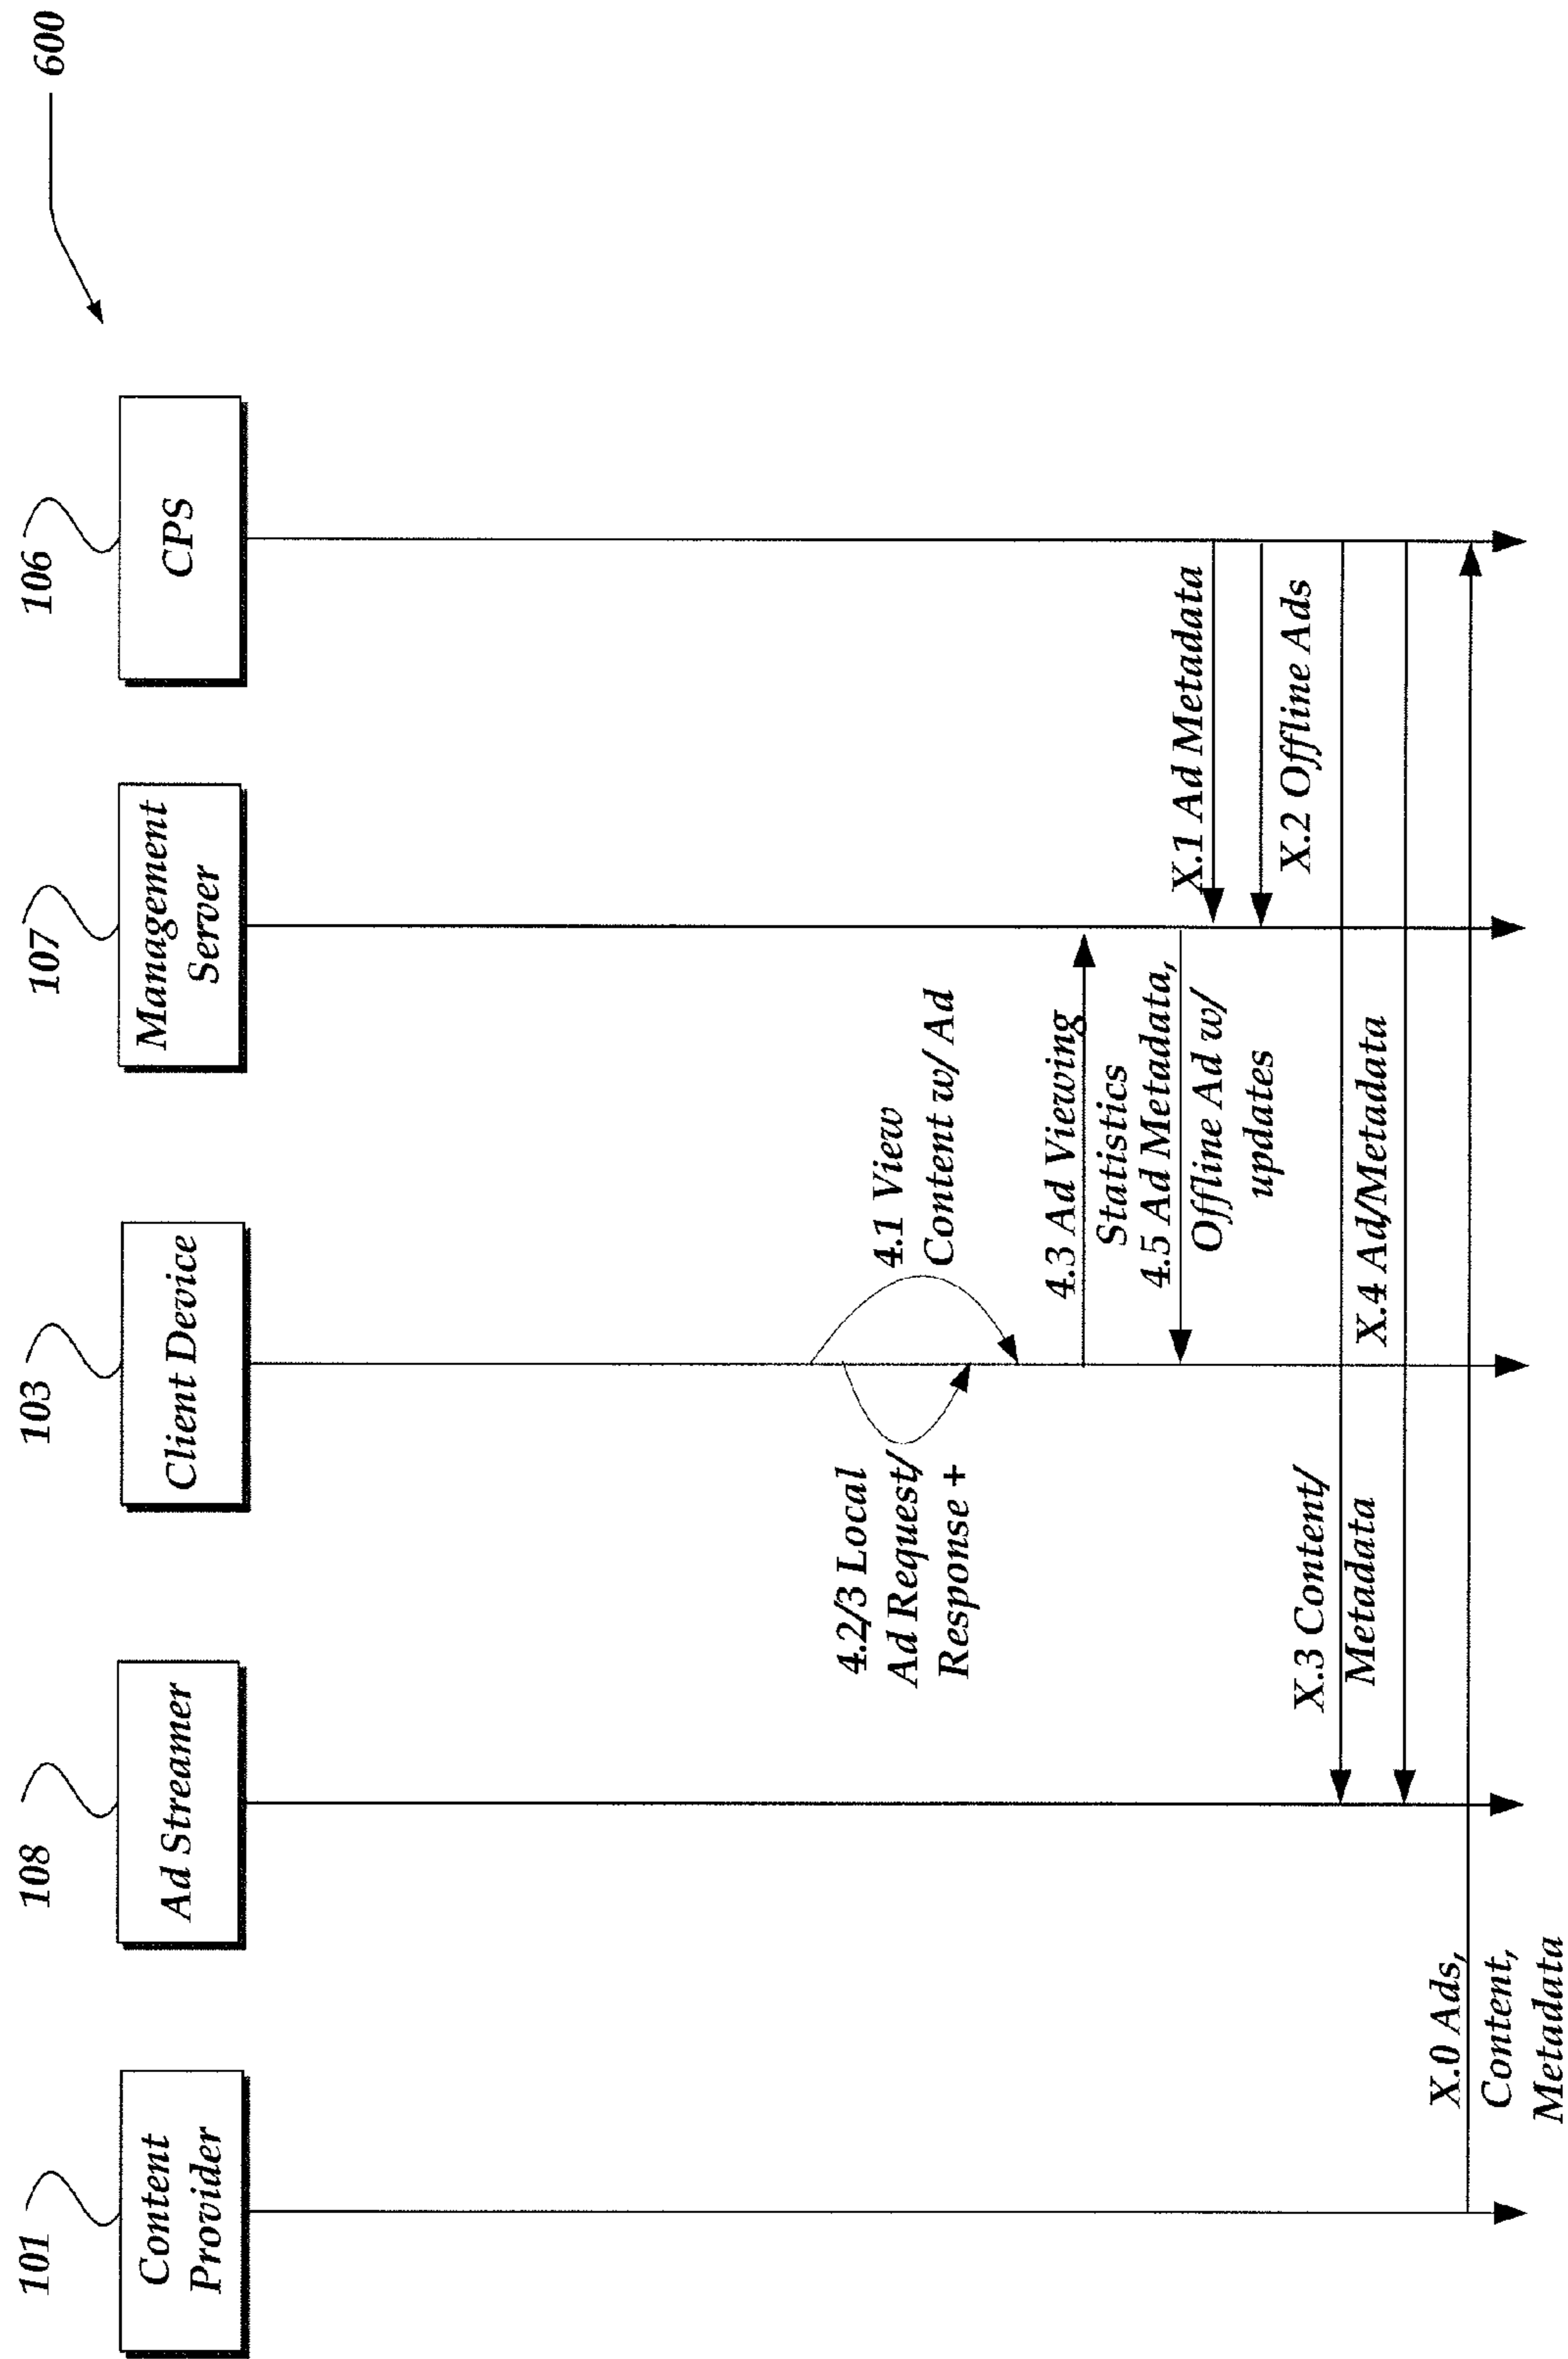 600
101
108
103
107
106
Content
Provider
Ad Streamer
Client Device
Management
Server
CPS
4.1 View
Content w/ Ad
4.2/3 Local
Ad Request/
Response +
4.3 Ad Viewing
Statistics
4.5 Ad Metadata,
Offline Ad w/
updates
X.1 Ad Metadata
X.2 Offline Ads
X.3 Content/
Metadata
X.4 Ad/Metadata
X.0 Ads,
Content,
Metadata